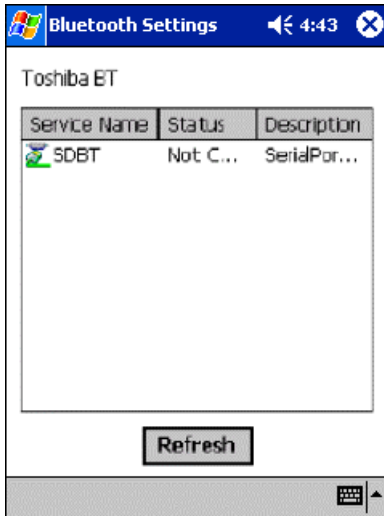 Bluetooth Settings 4:43
Toshiba BT
Service Name Status Description
SDBT Not C... SerialPor...
Refresh